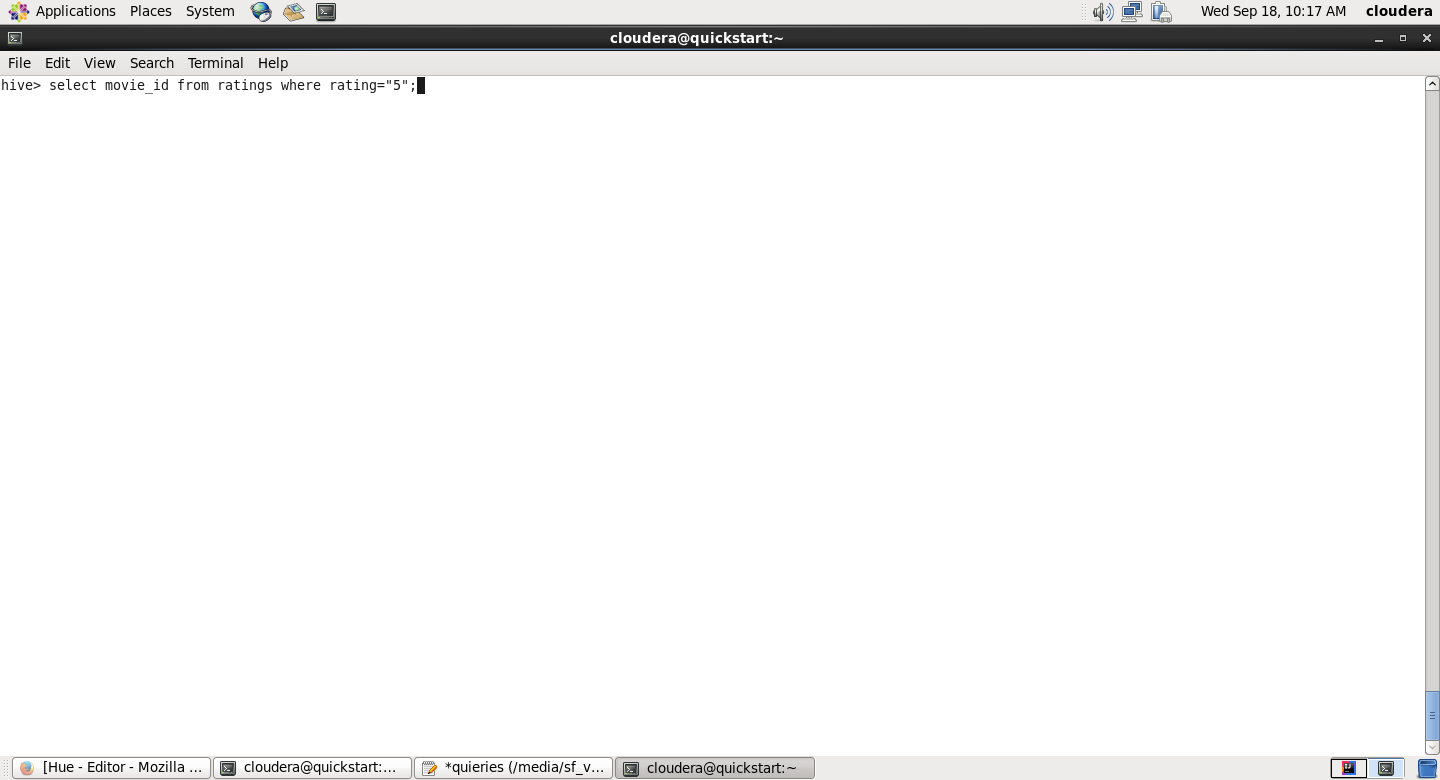 Applications Places System Wed Sep 18, 10:17 AM cloudera
cloudera@quickstart:~
File Edit View Search Terminal Help
hive> select movie_id from ratings where rating="5";
[Hue - Editor - Mozilla ... cloudera@quickstart:... *quieries (/media/sf_v... cloudera@quickstart:~